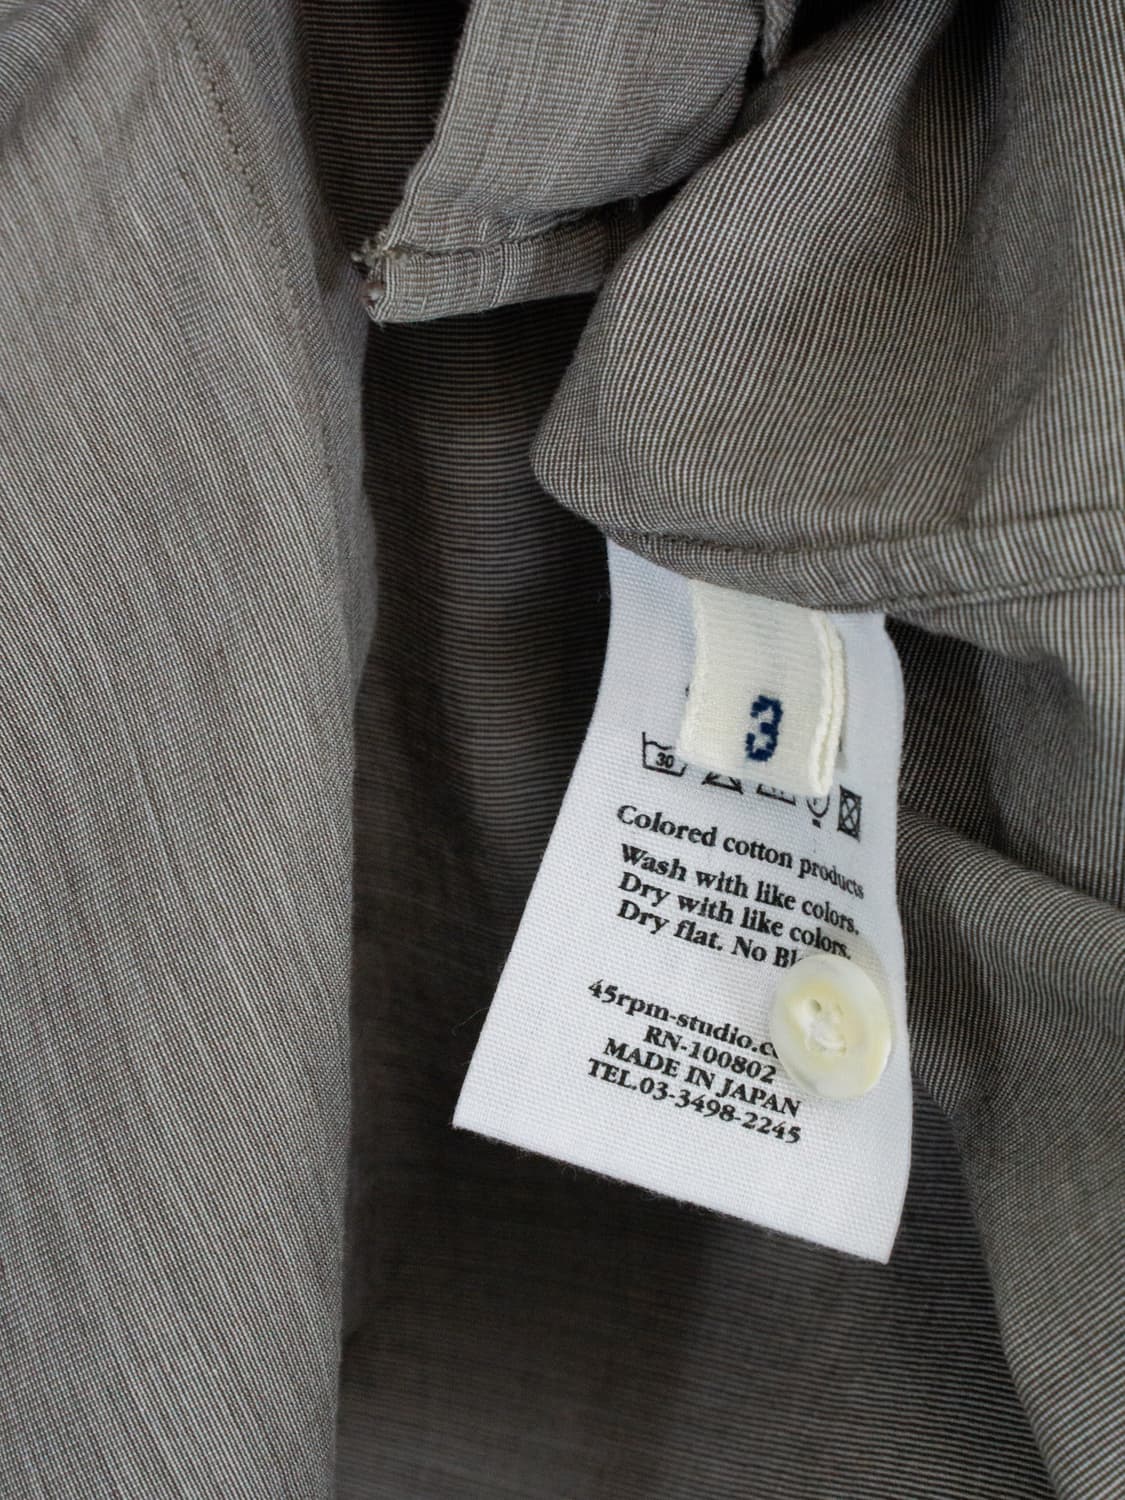 3
30
Colored cotton products
Wash with like colors.
Dry with like colors.
Dry flat. No
45rpm-studio.c
RN-100802
MADE IN JAPAN
TEL.03-3498-2245